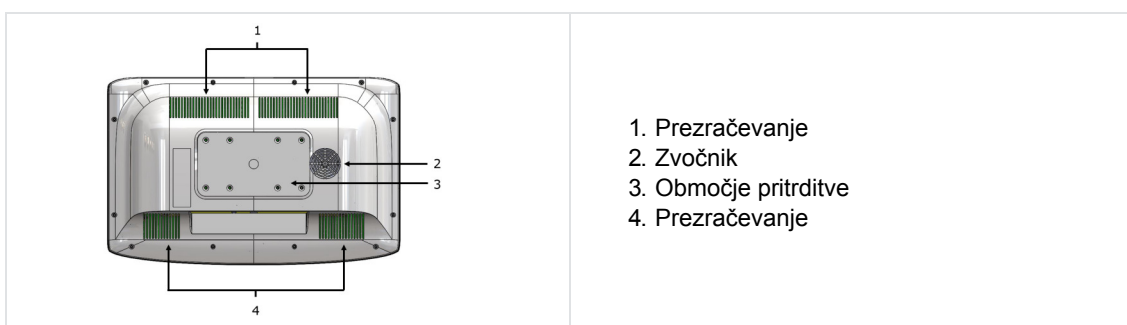 1
2
3
4
1. Prezračevanje
2. Zvočnik
3. Območje pritrditve
4. Prezračevanje